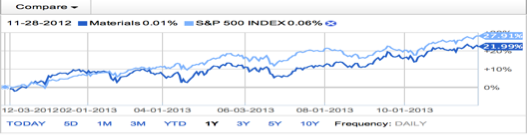 Compare
11-28-2012 Materials 0.01% S&P 500 INDEX 0.06%
27.91%
21.99%
+20%
+10%
0%
12-03-2012 02-01-2013 04-01-2013 06-03-2013 08-01-2013 10-01-2013
TODAY 5D 1M 3M YTD 1Y 3Y 5Y 10Y Frequency: DAILY